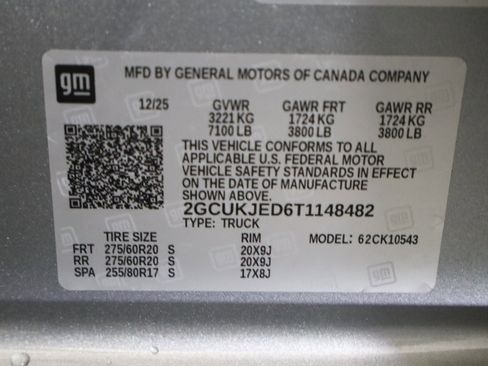 gm
MFD BY GENERAL MOTORS OF CANADA COMPANY
12/25 GVWR GAWR FRT GAWR RR
3221 KG 1724 KG 1724 KG
7100 LB 3800 LB 3800 LB
THIS VEHICLE CONFORMS TO ALL
APPLICABLE U.S. FEDERAL MOTOR
VEHICLE SAFETY STANDARDS IN EFFECT
ON THE DATE OF MANUFACTURE
SHOWN ABOVE.
2GCUKJED6T1148482
TYPE: TRUCK MODEL: 62CK10543
TIRE SIZE RIM
FRT 275/60R20 S 20X9J
RR 275/60R20 S 20X9J
SPA 255/80R17 S 17X8J